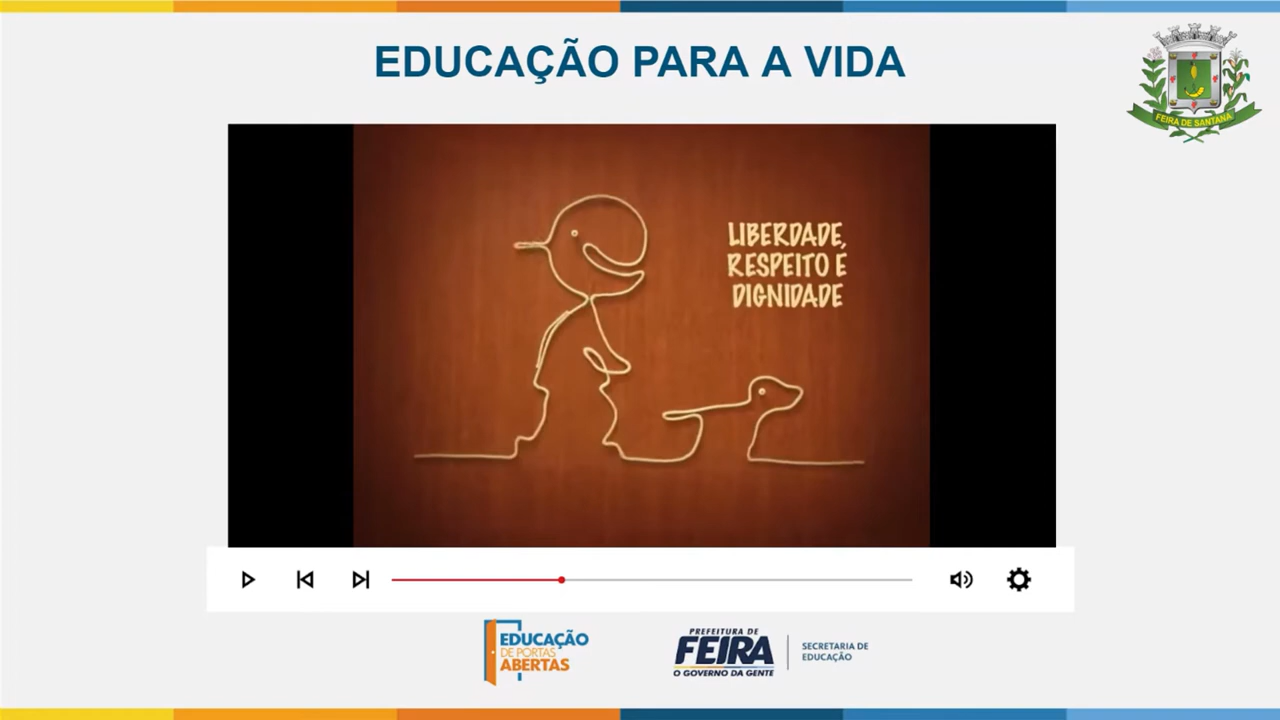 EDUCAÇÃO PARA A VIDA
FEIRA DE SANTANA
LIBERDADE,
RESPEITO E
DIGNIDADE
EDUCAÇÃO
DE PORTAS
ABERTAS
PREFEITURA DE
FEIRA
O GOVERNO DA GENTE
SECRETARIA DE
EDUCAÇÃO